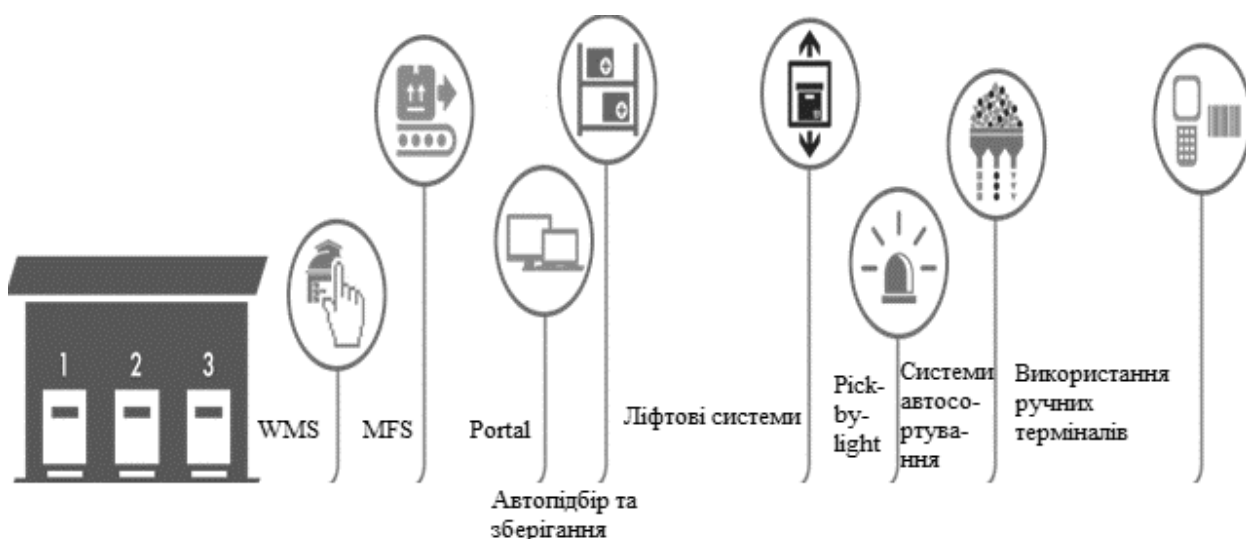 1 2 3
WMS
MFS
Portal
Автопідбір та
зберігання
Ліфтові системи
Pick-
by-
light
Системи
автосо-
ртува-
ння
Використання
ручних
терміналів